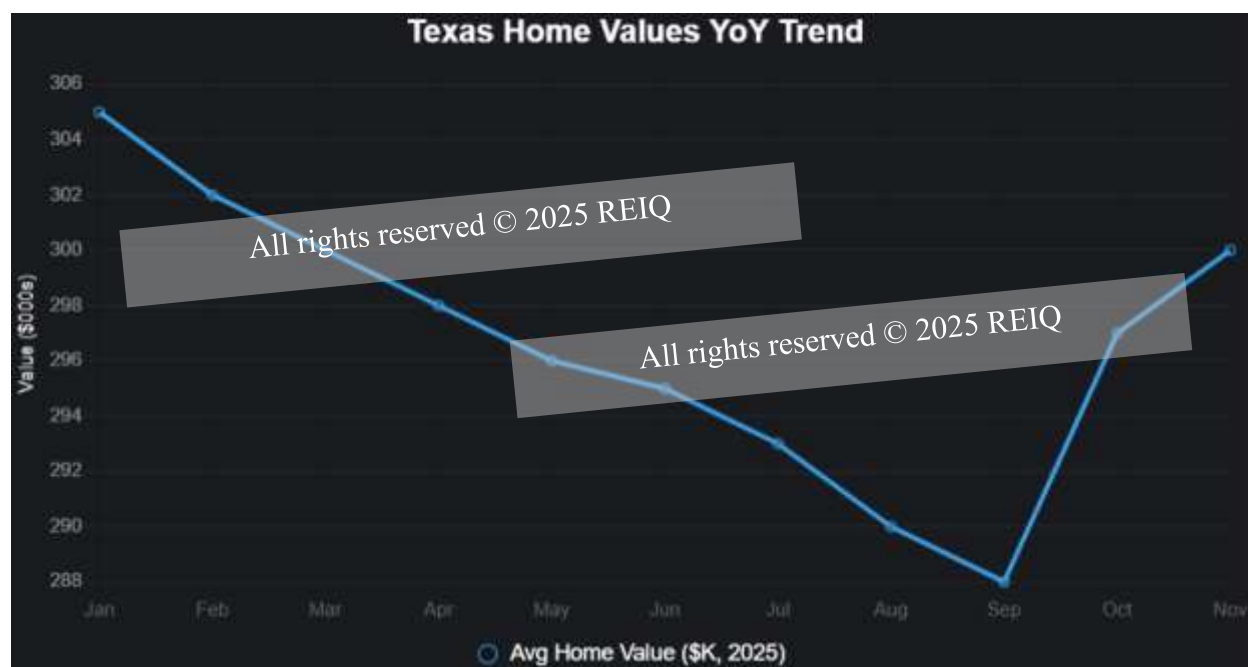 Texas Home Values YoY Trend
306
304
302
300
298
296
294
292
290
288
Value ($000s)
All rights reserved © 2025 REIQ
All rights reserved © 2025 REIQ
Jan Feb Mar Apr May Jun Jul Aug Sep Oct Nov
Avg Home Value ($K, 2025)